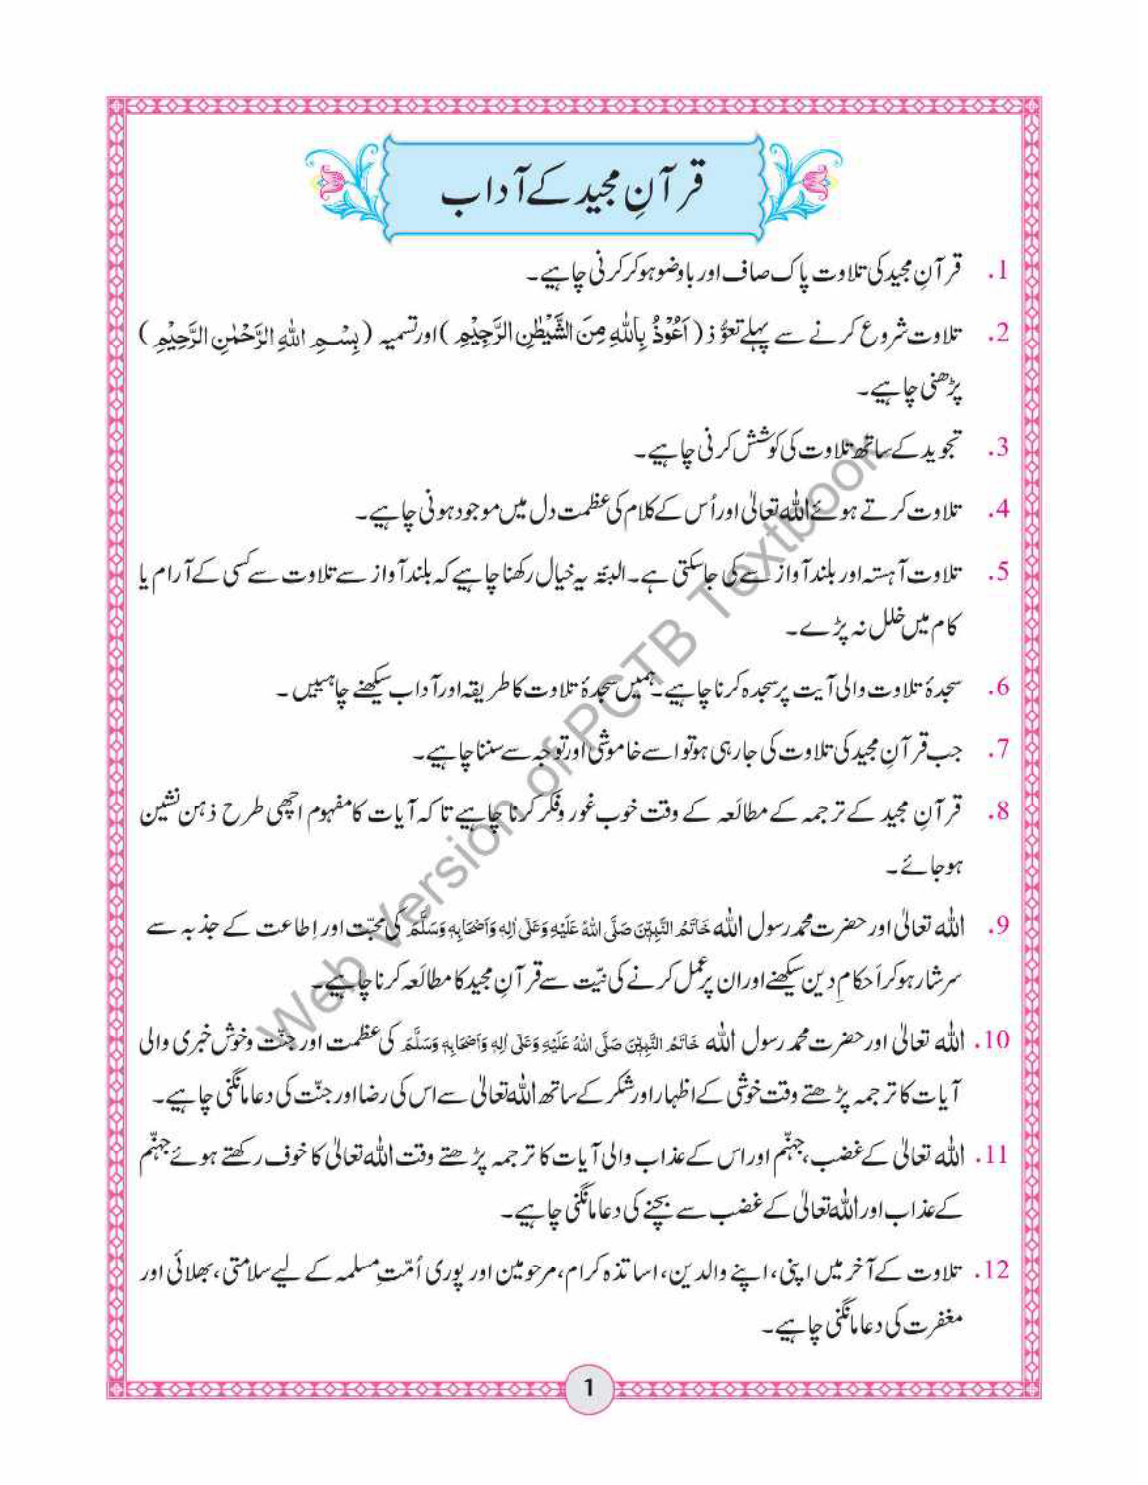 قرآنِ مجید کے آداب
1. قرآنِ مجید کی تلاوت پاک صاف اور باوضو ہو کر کرنی چاہیے۔
2. تلاوت شروع کرنے سے پہلے تعوُّذ (اَعُوْذُ بِاللّٰهِ مِنَ الشَّيْطٰنِ الرَّجِيْمِ) اور تسمیہ (بِسْمِ اللّٰهِ الرَّحْمٰنِ الرَّحِيْمِ)
پڑھنی چاہیے۔
3. تجوید کے ساتھ تلاوت کی کوشش کرنی چاہیے۔
4. تلاوت کرتے ہوئے اللہ تعالیٰ اور اُس کے کلام کی عظمت دل میں موجود ہونی چاہیے۔
5. تلاوت آہستہ اور بلند آواز سے کی جا سکتی ہے۔ البتہ یہ خیال رکھنا چاہیے کہ بلند آواز سے تلاوت سے کسی کے آرام یا
کام میں خلل نہ پڑے۔
6. سجدۂ تلاوت والی آیت پر سجدہ کرنا چاہیے۔ ہمیں سجدۂ تلاوت کا طریقہ اور آداب سیکھنے چاہییں۔
7. جب قرآنِ مجید کی تلاوت کی جا رہی ہو تو اسے خاموشی اور توجہ سے سننا چاہیے۔
8. قرآنِ مجید کے ترجمہ کے مطالعہ کے وقت خوب غور و فکر کرنا چاہیے تا کہ آیات کا مفہوم اچھی طرح ذہن نشین
ہو جائے۔
9. اللہ تعالیٰ اور حضرت محمد رسول اللہ خَاتَمُ النَّبِیّٖنَ صَلَّی اللّٰهُ عَلَیْهِ وَعَلٰٓی اٰلِهٖ وَاَصْحَابِهٖ وَسَلَّمَ کی محبّت اور اِطاعت کے جذبہ سے
سرشار ہو کر اَحکامِ دین سیکھنے اور ان پر عمل کرنے کی نیّت سے قرآنِ مجید کا مطالعہ کرنا چاہیے۔
10. اللہ تعالیٰ اور حضرت محمد رسول اللہ خَاتَمُ النَّبِیّٖنَ صَلَّی اللّٰهُ عَلَیْهِ وَعَلٰٓی اٰلِهٖ وَاَصْحَابِهٖ وَسَلَّمَ کی عظمت اور جنّت و خوش خبری والی
آیات کا ترجمہ پڑھتے وقت خوشی کے اظہار اور شکر کے ساتھ اللہ تعالیٰ سے اس کی رضا اور جنّت کی دعا مانگنی چاہیے۔
11. اللہ تعالیٰ کے غضب، جہنّم اور اس کے عذاب والی آیات کا ترجمہ پڑھتے وقت اللہ تعالیٰ کا خوف رکھتے ہوئے جہنّم
کے عذاب اور اللہ تعالیٰ کے غضب سے بچنے کی دعا مانگنی چاہیے۔
12. تلاوت کے آخر میں اپنی، اپنے والدین، اساتذہ کرام، مرحومین اور پوری اُمّتِ مسلمہ کے لیے سلامتی، بھلائی اور
مغفرت کی دعا مانگنی چاہیے۔
Web Version of PCTB Textbook
1